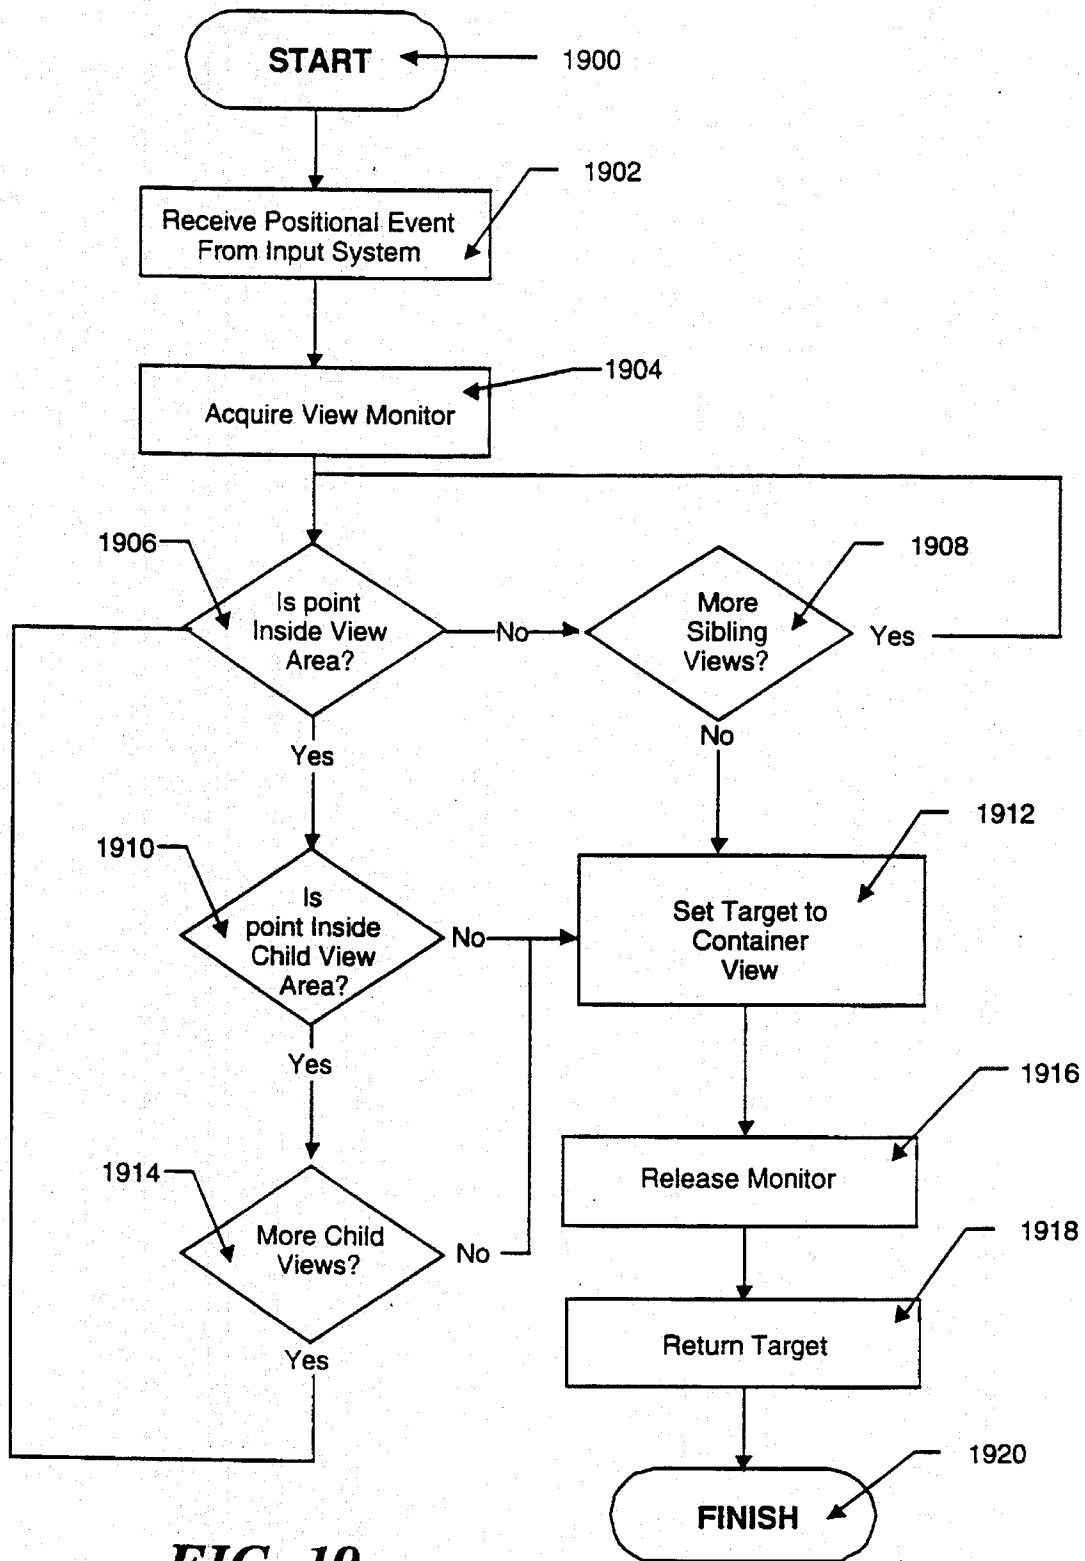 START
1900
1902
Receive Positional Event
From Input System
1904
Acquire View Monitor
1906
Is point
Inside View
Area?
No
More
Sibling
Views?
1908
Yes
Yes
No
1910
Is
point Inside
Child View
Area?
No
1912
Set Target to
Container
View
Yes
1914
More Child
Views?
No
1916
Release Monitor
1918
Return Target
Yes
1920
FINISH
FIG. 19